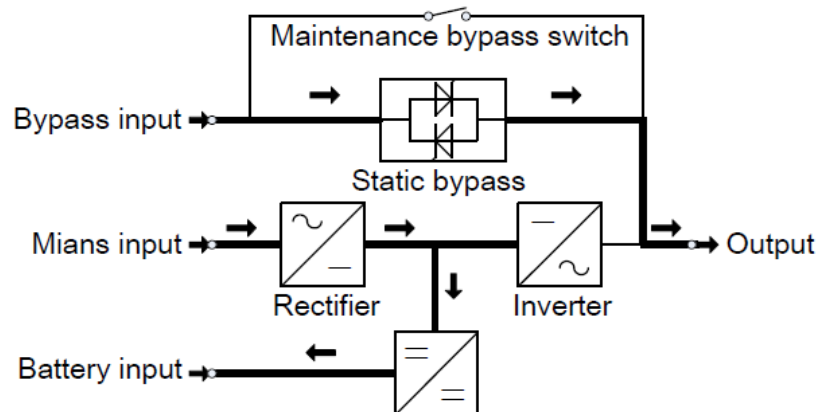 Maintenance bypass switch
Bypass input
Static bypass
Mians input
Output
Rectifier
Inverter
Battery input